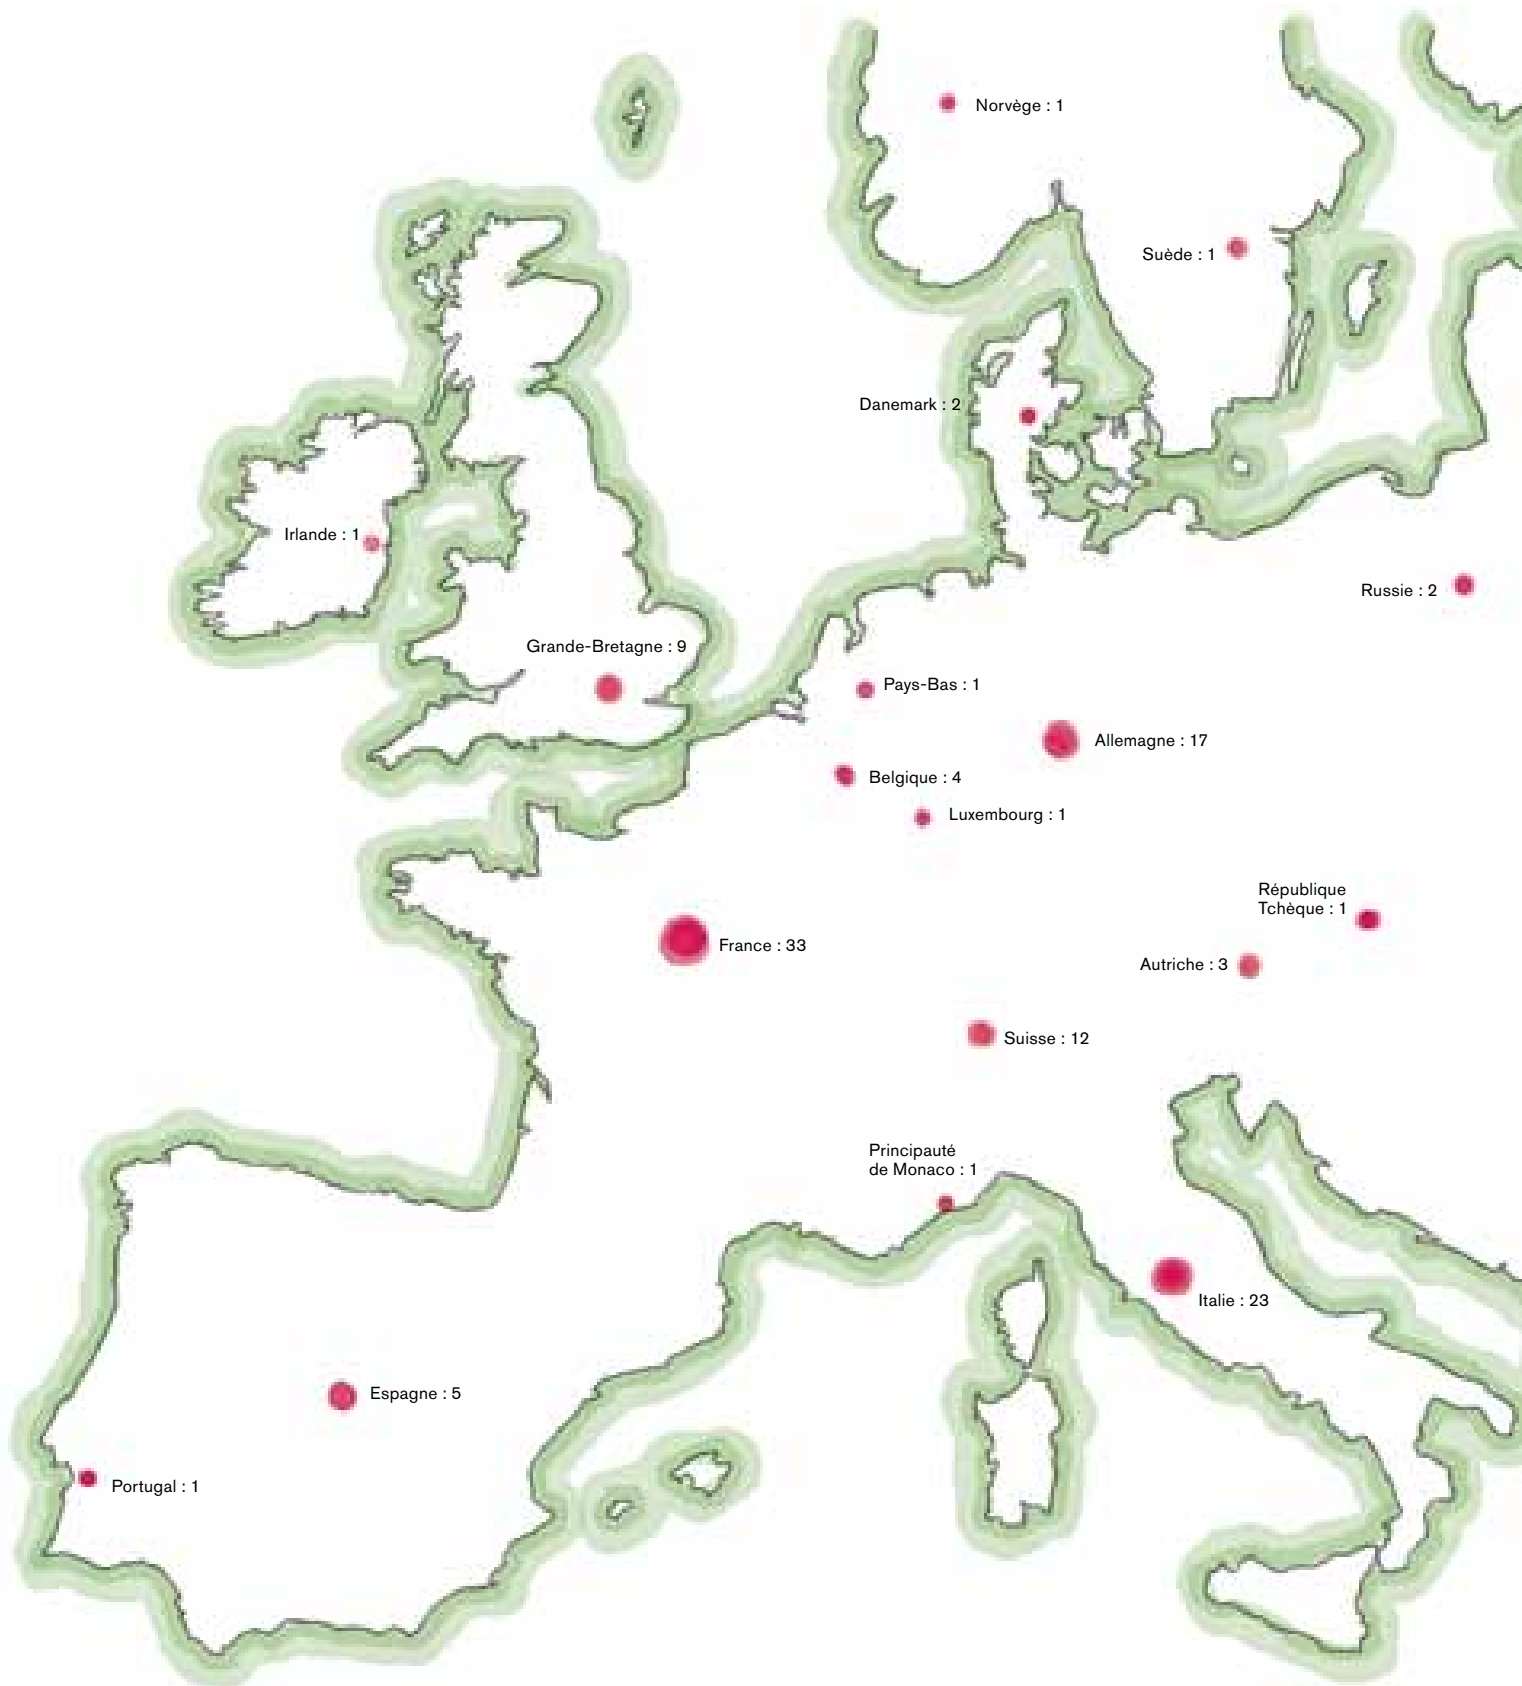 Norvège : 1
Suède : 1
Danemark : 2
Irlande : 1
Russie : 2
Grande-Bretagne : 9
Pays-Bas : 1
Allemagne : 17
Belgique : 4
Luxembourg : 1
République
Tchèque : 1
France : 33
Autriche : 3
Suisse : 12
Principauté
de Monaco : 1
Italie : 23
Espagne : 5
Portugal : 1